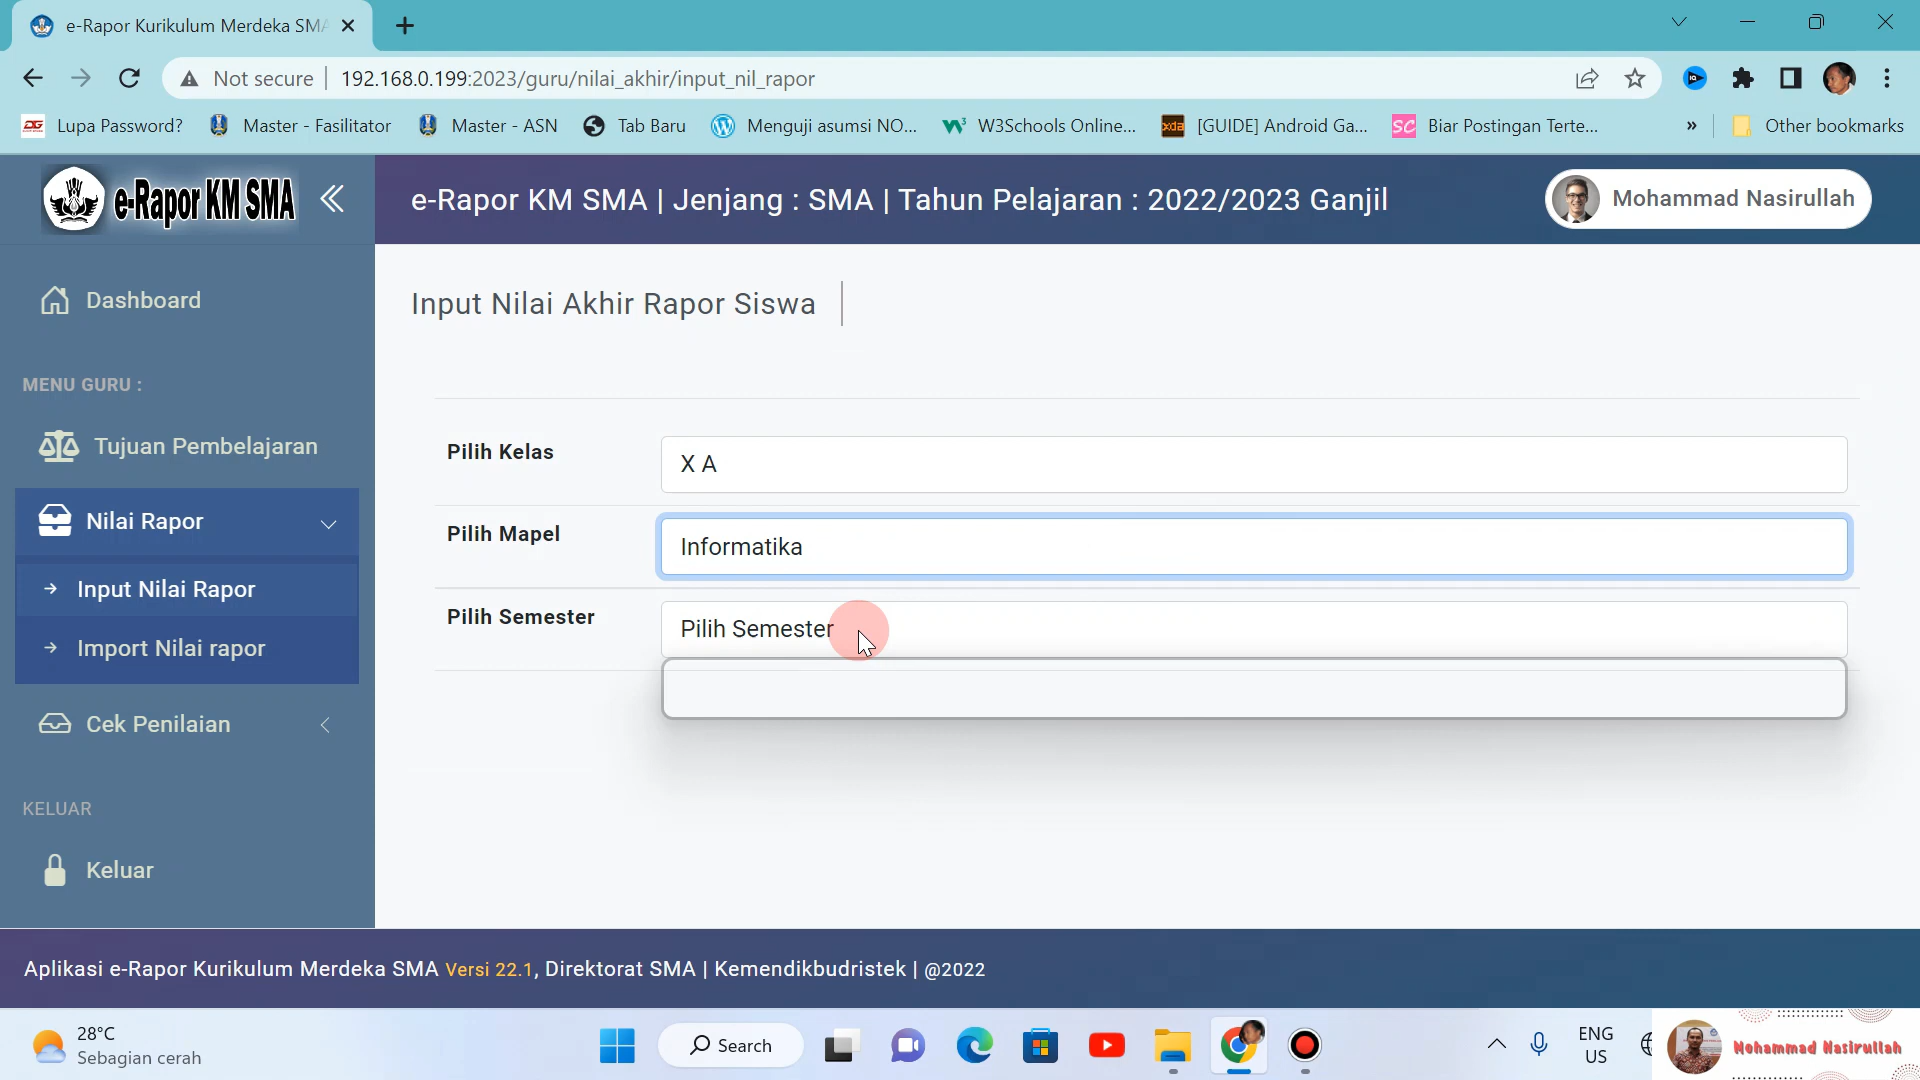 e-Rapor Kurikulum Merdeka SMA
Not secure 192.168.0.199:2023/guru/nilai_akhir/input_nil_rapor
Lupa Password? Master - Fasilitator Master - ASN Tab Baru Menguji asumsi NO... W3Schools Online... [GUIDE] Android Ga... Biar Postingan Terte... » Other bookmarks
e-Rapor KM SMA
e-Rapor KM SMA | Jenjang : SMA | Tahun Pelajaran : 2022/2023 Ganjil
Mohammad Nasirullah
Dashboard
MENU GURU :
Tujuan Pembelajaran
Nilai Rapor
Input Nilai Rapor
Import Nilai rapor
Cek Penilaian
KELUAR
Keluar
Input Nilai Akhir Rapor Siswa
Pilih Kelas X A
Pilih Mapel Informatika
Pilih Semester Pilih Semester
Aplikasi e-Rapor Kurikulum Merdeka SMA Versi 22.1, Direktorat SMA | Kemendikbudristek | @2022
28°C
Sebagian cerah
Search
ENG
US
Mohammad Nasirullah